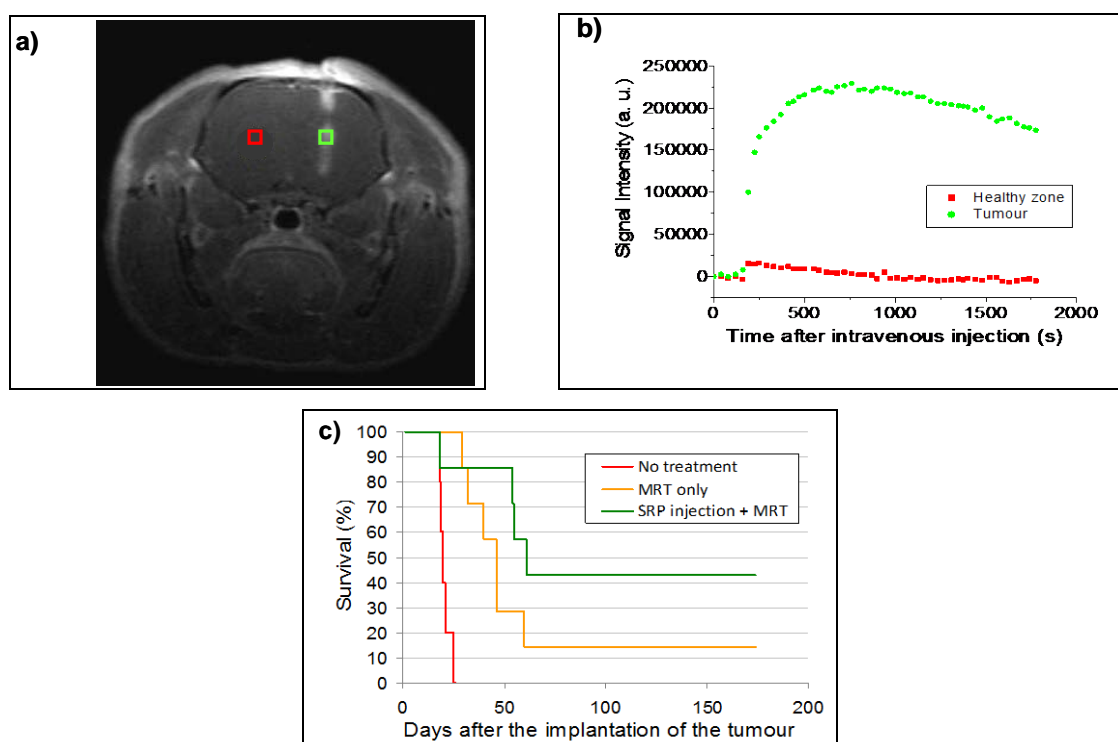 a)
b)
250000
200000
150000
100000
50000
0
Signal Intensity (a. u.)
Healthy zone
Tumour
0 500 1000 1500 2000
Time after intravenous injection (s)
c)
100
90
80
70
60
50
40
30
20
10
0
Survival (%)
No treatment
MRT only
SRP injection + MRT
0 50 100 150 200
Days after the implantation of the tumour